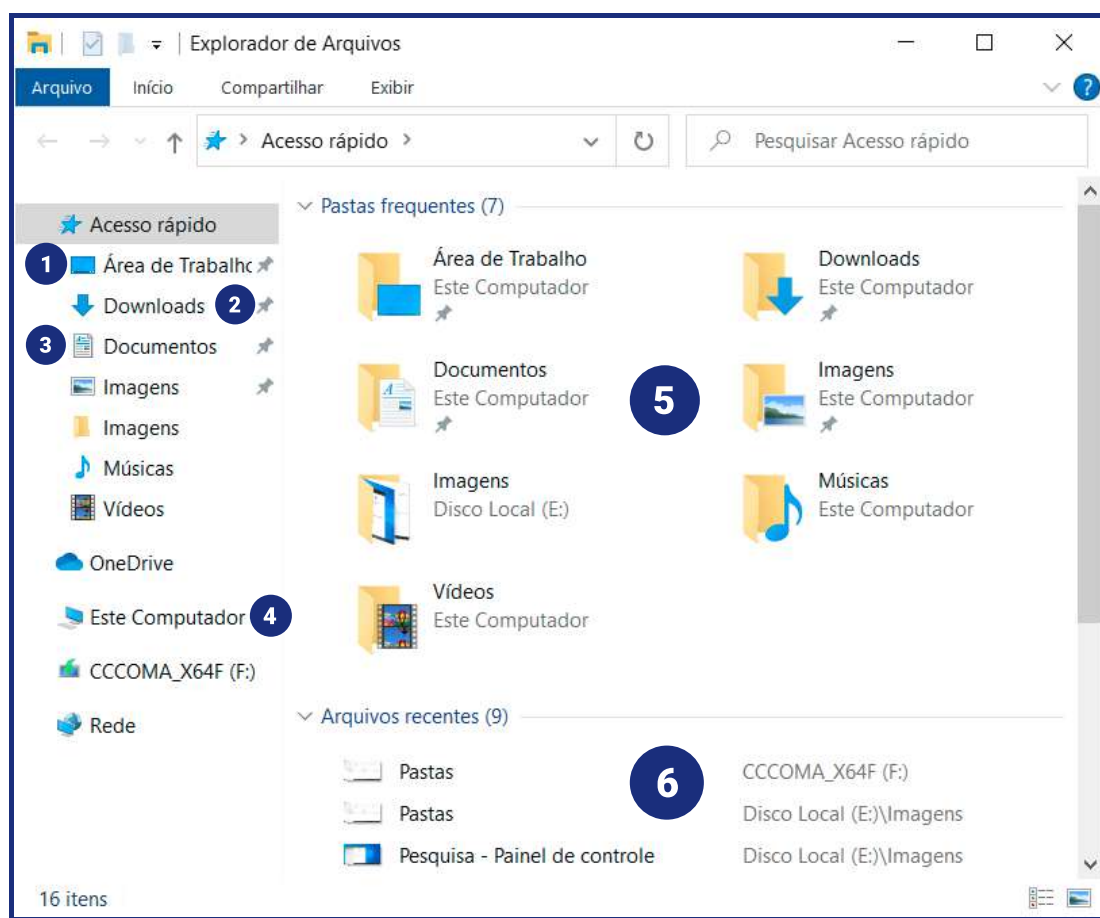 Explorador de Arquivos
Arquivo Início Compartilhar Exibir ?
Acesso rápido Pesquisar Acesso rápido
Acesso rápido
1 Área de Trabalhc
Downloads 2
3 Documentos
Imagens
Imagens
Músicas
Vídeos
OneDrive
Este Computador 4
CCCOMA_X64F (F:)
Rede
Pastas frequentes (7)
Área de Trabalho
Este Computador
Downloads
Este Computador
Documentos
Este Computador
5
Imagens
Este Computador
Imagens
Disco Local (E:)
Músicas
Este Computador
Vídeos
Este Computador
Arquivos recentes (9)
Pastas CCCOMA_X64F (F:)
6
Pastas Disco Local (E:)\Imagens
Pesquisa - Painel de controle Disco Local (E:)\Imagens
16 itens